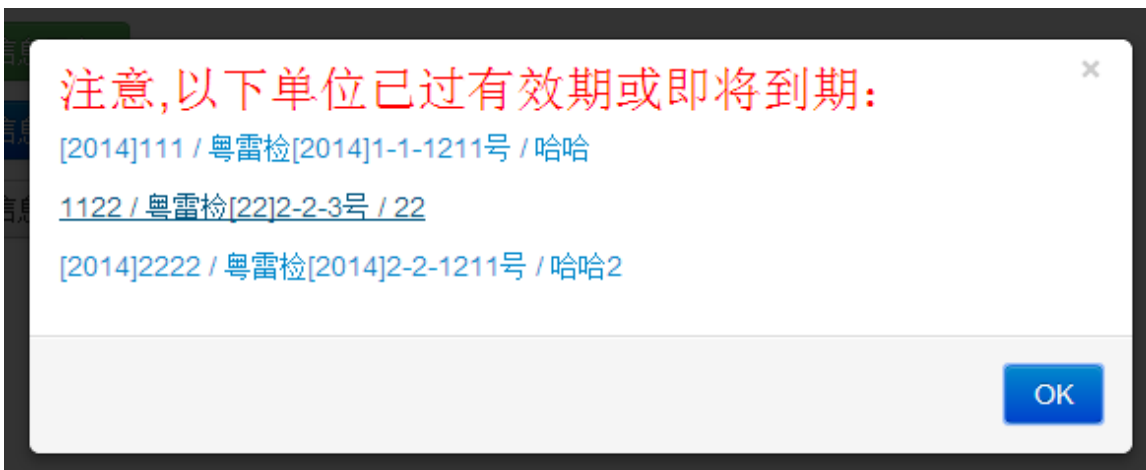 注意,以下单位已过有效期或即将到期：
×
[2014]111 / 粤雷检[2014]1-1-1211号 / 哈哈
1122 / 粤雷检[22]2-2-3号 / 22
[2014]2222 / 粤雷检[2014]2-2-1211号 / 哈哈2
OK